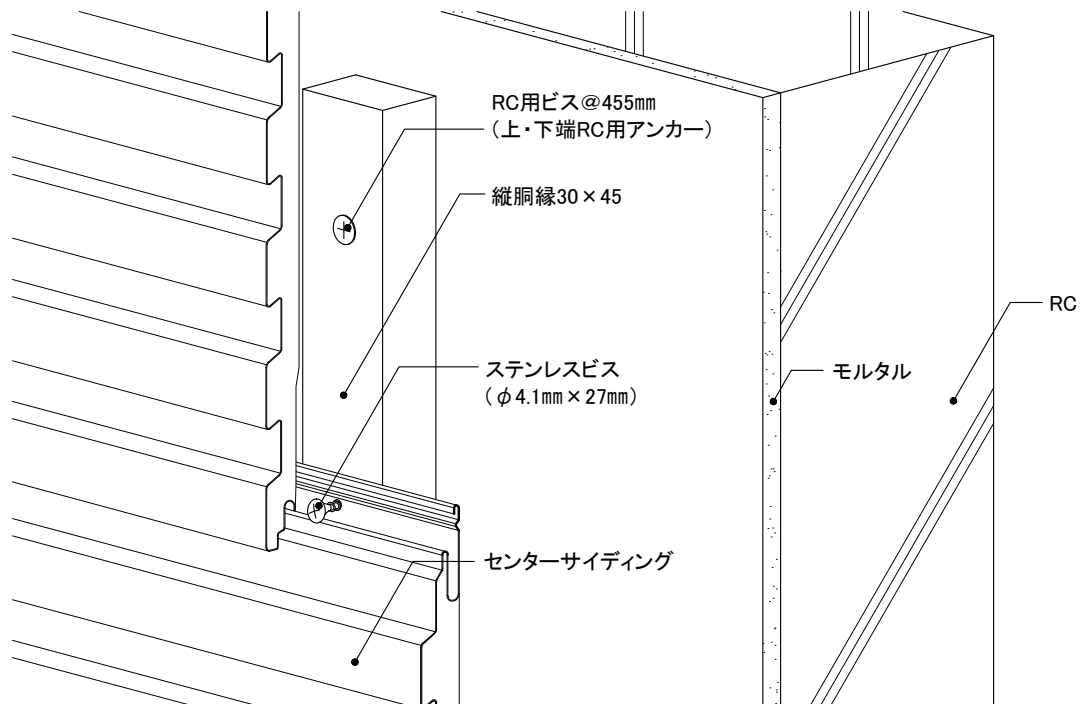 RC用ビス@455mm
（上・下端RC用アンカー）
縦胴縁30×45
RC
ステンレスビス
（φ4.1mm×27mm）
モルタル
センターサイディング